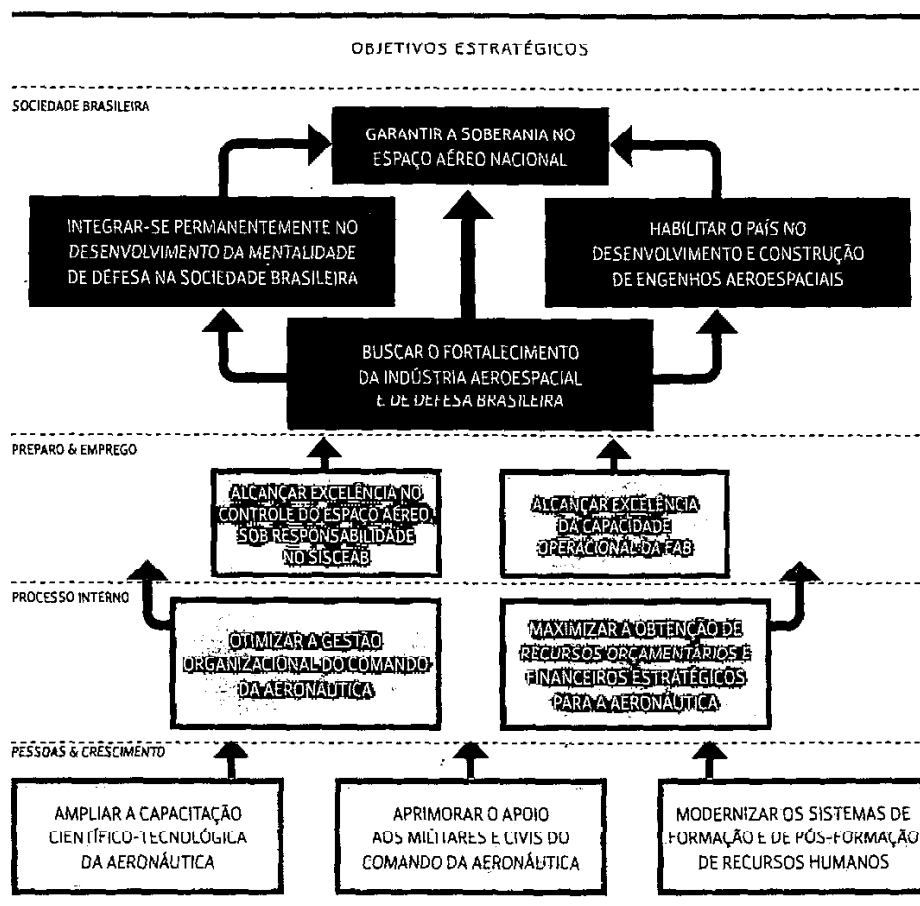 OBJETIVOS ESTRATÉGICOS
SOCIEDADE BRASILEIRA
GARANTIR A SOBERANIA NO
ESPAÇO AÉREO NACIONAL
INTEGRAR-SE PERMANENTEMENTE NO
DESENVOLVIMENTO DA MENTALIDADE
DE DEFESA NA SOCIEDADE BRASILEIRA
HABILITAR O PAÍS NO
DESENVOLVIMENTO E CONSTRUÇÃO
DE ENGENHOS AEROESPACIAIS
BUSCAR O FORTALECIMENTO
DA INDÚSTRIA AEROESPACIAL
E DE DEFESA BRASILEIRA
PREPARO & EMPREGO
ALCANÇAR EXCELÊNCIA NO
CONTROLE DO ESPAÇO AÉREO
SOB RESPONSABILIDADE
NO SISCEAB
ALCANÇAR EXCELÊNCIA
DA CAPACIDADE
OPERACIONAL DA FAB
PROCESSO INTERNO
OTIMIZAR A GESTÃO
ORGANIZACIONAL DO COMANDO
DA AERONÁUTICA
MAXIMIZAR A OBTENÇÃO DE
RECURSOS ORÇAMENTÁRIOS E
FINANCEIROS ESTRATÉGICOS
PARA A AERONÁUTICA
PESSOAS & CRESCIMENTO
AMPLIAR A CAPACITAÇÃO
CIENTÍFICO-TECNOLÓGICA
DA AERONÁUTICA
APRIMORAR O APOIO
AOS MILITARES E CIVIS DO
COMANDO DA AERONÁUTICA
MODERNIZAR OS SISTEMAS DE
FORMAÇÃO E DE PÓS-FORMAÇÃO
DE RECURSOS HUMANOS